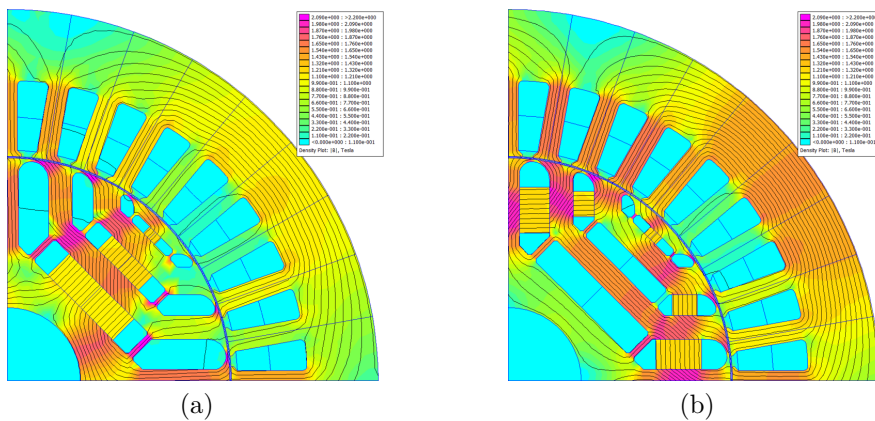 2.090e+000 : >2.200e+000
1.980e+000 : 2.090e+000
1.870e+000 : 1.980e+000
1.760e+000 : 1.870e+000
1.650e+000 : 1.760e+000
1.540e+000 : 1.650e+000
1.430e+000 : 1.540e+000
1.320e+000 : 1.430e+000
1.210e+000 : 1.320e+000
1.100e+000 : 1.210e+000
9.900e-001 : 1.100e+000
8.800e-001 : 9.900e-001
7.700e-001 : 8.800e-001
6.600e-001 : 7.700e-001
5.500e-001 : 6.600e-001
4.400e-001 : 5.500e-001
3.300e-001 : 4.400e-001
2.200e-001 : 3.300e-001
1.100e-001 : 2.200e-001
<0.000e+000 : 1.100e-001
Density Plot: |B|, Tesla
(a)
2.090e+000 : >2.200e+000
1.980e+000 : 2.090e+000
1.870e+000 : 1.980e+000
1.760e+000 : 1.870e+000
1.650e+000 : 1.760e+000
1.540e+000 : 1.650e+000
1.430e+000 : 1.540e+000
1.320e+000 : 1.430e+000
1.210e+000 : 1.320e+000
1.100e+000 : 1.210e+000
9.900e-001 : 1.100e+000
8.800e-001 : 9.900e-001
7.700e-001 : 8.800e-001
6.600e-001 : 7.700e-001
5.500e-001 : 6.600e-001
4.400e-001 : 5.500e-001
3.300e-001 : 4.400e-001
2.200e-001 : 3.300e-001
1.100e-001 : 2.200e-001
<0.000e+000 : 1.100e-001
Density Plot: |B|, Tesla
(b)